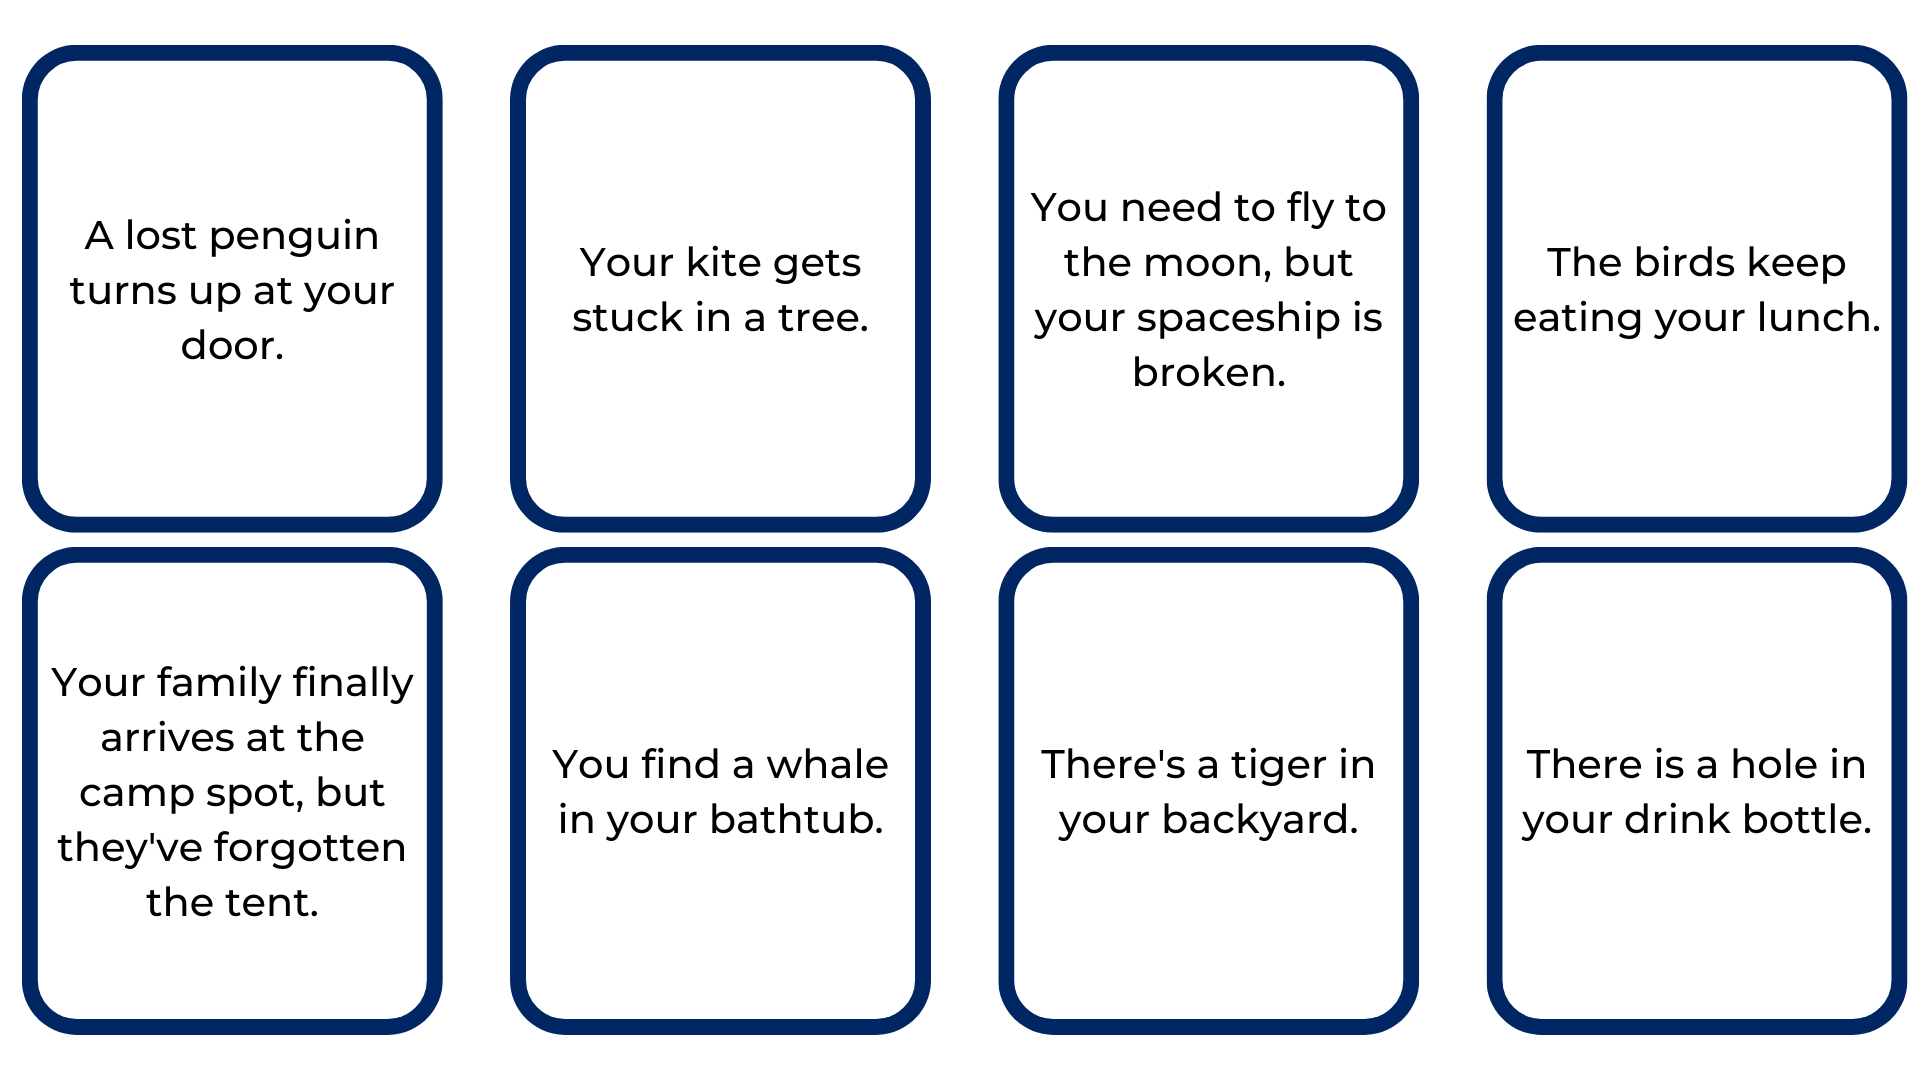 A lost penguin
turns up at your
door.
Your kite gets
stuck in a tree.
You need to fly to
the moon, but
your spaceship is
broken.
The birds keep
eating your lunch.
Your family finally
arrives at the
camp spot, but
they've forgotten
the tent.
You find a whale
in your bathtub.
There's a tiger in
your backyard.
There is a hole in
your drink bottle.